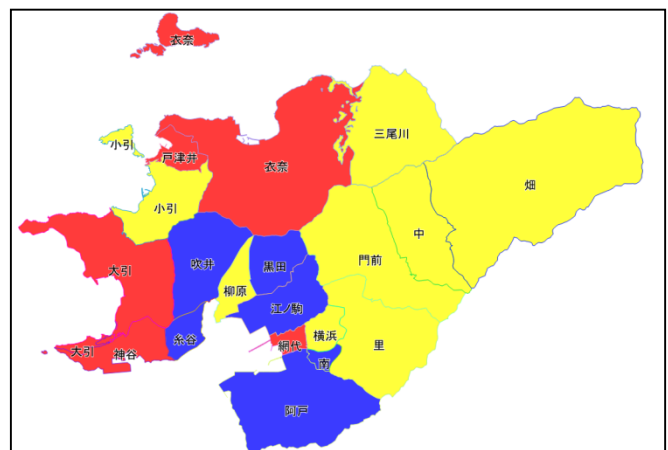 衣奈
三尾川
小引
戸津井
衣奈
畑
小引
中
門前
大引
吹井
黒田
柳原
江ノ駒
糸谷
横浜
網代
里
大引
神谷
南
阿戸